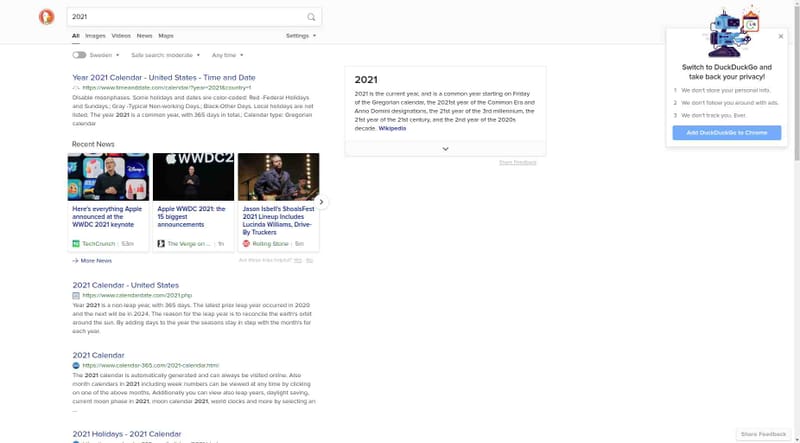 2021
All Images Videos News Maps Settings
Sweden Safe search: moderate Any time
Year 2021 Calendar - United States - Time and Date
https://www.timeanddate.com/calendar/?year=2021&country=1
Disable moonphases. Some holidays and dates are color-coded: Red -Federal Holidays
and Sundays.; Gray -Typical Non-working Days.; Black-Other Days. Local holidays are not
listed. The year 2021 is a common year, with 365 days in total.; Calendar type: Gregorian
calendar
Recent News
WWDC2
Here's everything Apple
announced at the
WWDC 2021 keynote
TechCrunch | 53m
Apple WWDC 2021: the
15 biggest
announcements
The Verge on ... | 1h
Jason Isbell's ShoalsFest
2021 Lineup Includes
Lucinda Williams, Drive-
By Truckers
Rolling Stone | 5m
More News
Are these links helpful? Yes No
2021 Calendar - United States
https://www.calendardate.com/2021.php
Year 2021 is a non-leap year, with 365 days. The latest prior leap year occurred in 2020
and the next will be in 2024. The reason for the leap year is to reconcile the earth's orbit
around the sun. By adding days to the year the seasons stay in step with the month's for
each year.
2021 Calendar
https://www.calendar-365.com/2021-calendar.html
The 2021 calendar is automatically generated and can always be visited online. Also
month calendars in 2021 including week numbers can be viewed at any time by clicking
on one of the above months. Additionally you can view also leap years, daylight saving,
current moon phase in 2021, moon calendar 2021, world clocks and more by selecting an
...
2021 Holidays - 2021 Calendar
2021
2021 is the current year, and is a common year starting on Friday
of the Gregorian calendar, the 2021st year of the Common Era and
Anno Domini designations, the 21st year of the 3rd millennium, the
21st year of the 21st century, and the 2nd year of the 2020s
decade. Wikipedia
Share Feedback
Switch to DuckDuckGo and
take back your privacy!
1 We don't store your personal info.
2 We don't follow you around with ads.
3 We don't track you. Ever.
Add DuckDuckGo to Chrome
Share Feedback